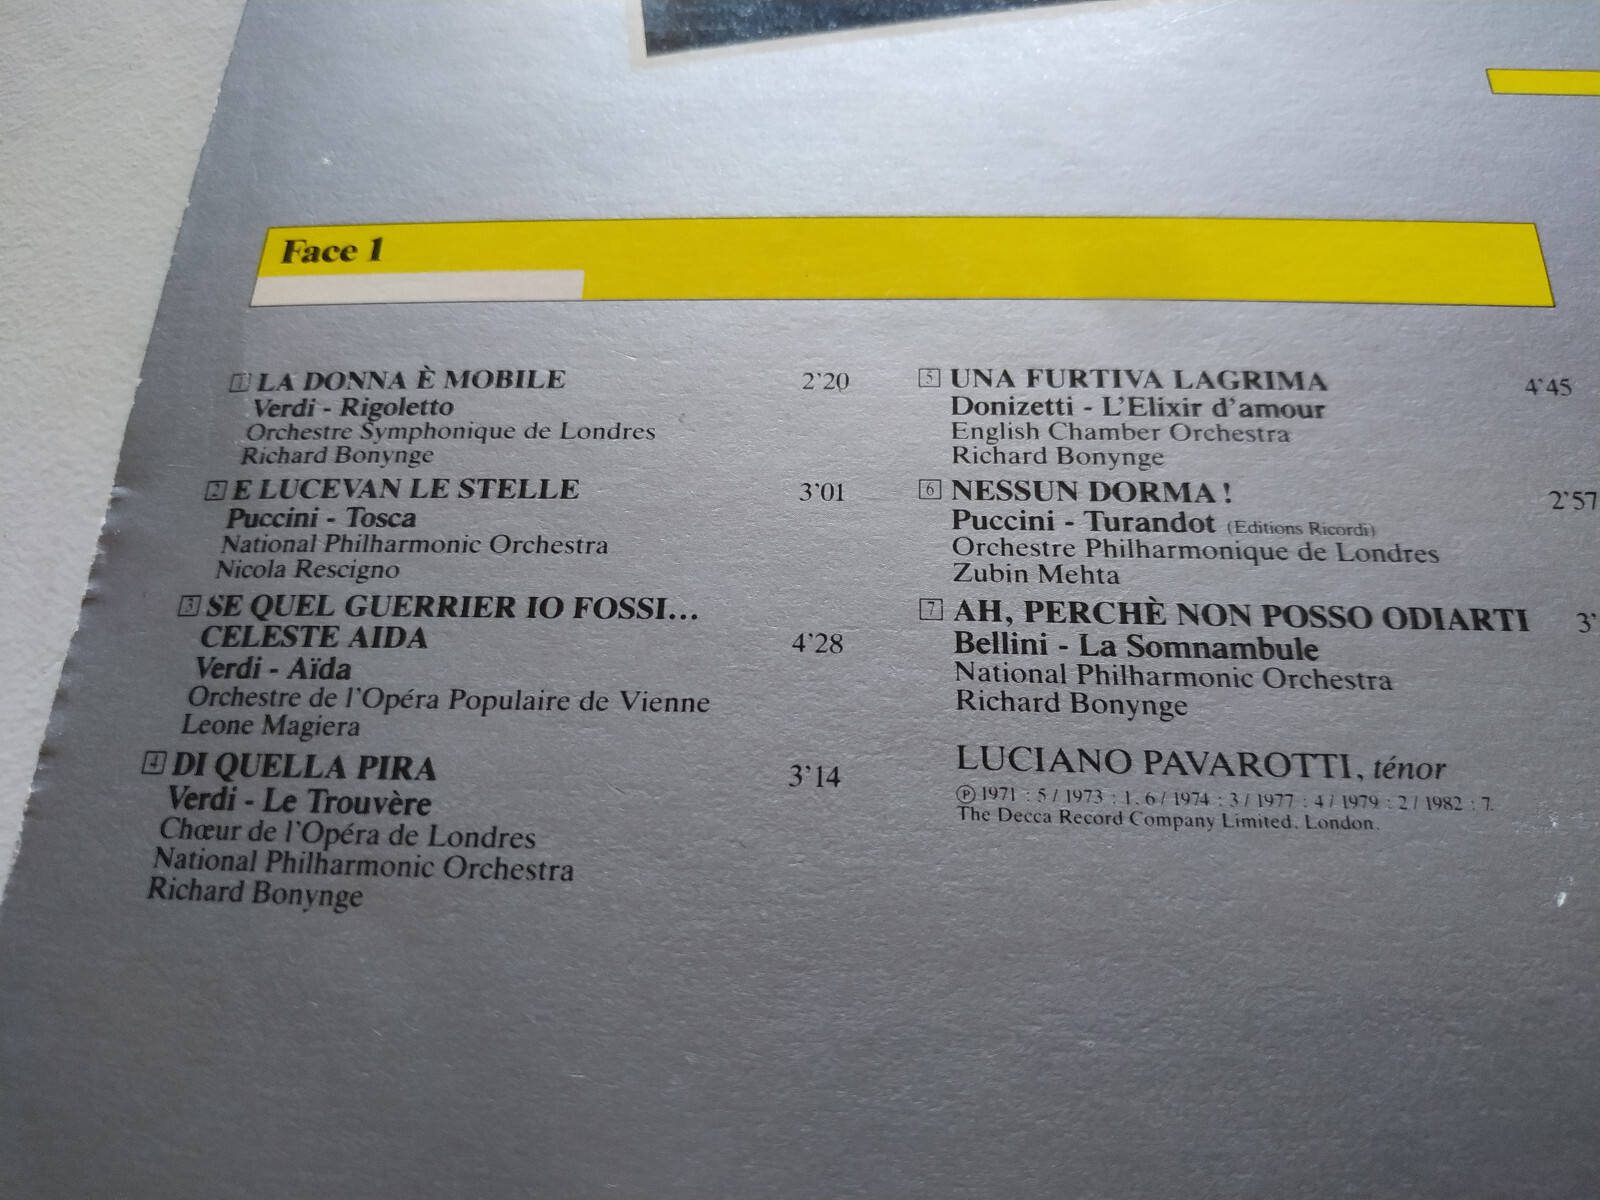 Face 1
1 LA DONNA È MOBILE 2'20
Verdi - Rigoletto
Orchestre Symphonique de Londres
Richard Bonynge
2 E LUCEVAN LE STELLE 3'01
Puccini - Tosca
National Philharmonic Orchestra
Nicola Rescigno
3 SE QUEL GUERRIER IO FOSSI...
CELESTE AIDA 4'28
Verdi - Aïda
Orchestre de l'Opéra Populaire de Vienne
Leone Magiera
4 DI QUELLA PIRA 3'14
Verdi - Le Trouvère
Chœur de l'Opéra de Londres
National Philharmonic Orchestra
Richard Bonynge
5 UNA FURTIVA LAGRIMA 4'45
Donizetti - L'Elixir d'amour
English Chamber Orchestra
Richard Bonynge
6 NESSUN DORMA ! 2'57
Puccini - Turandot (Editions Ricordi)
Orchestre Philharmonique de Londres
Zubin Mehta
7 AH, PERCHÈ NON POSSO ODIARTI 3'
Bellini - La Somnambule
National Philharmonic Orchestra
Richard Bonynge
LUCIANO PAVAROTTI, ténor
Ⓟ 1971 : 5 / 1973 : 1. 6 / 1974 : 3 / 1977 : 4 / 1979 : 2 / 1982 : 7.
The Decca Record Company Limited. London.